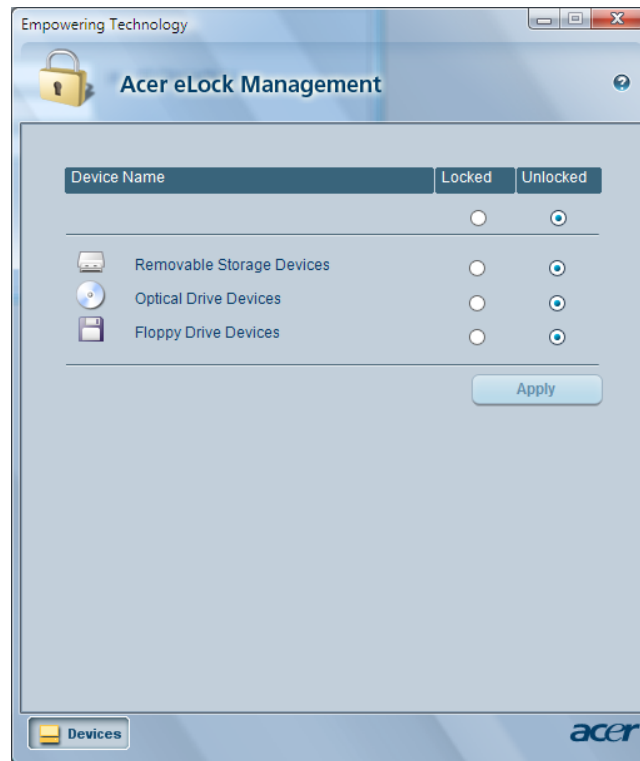 Empowering Technology
Acer eLock Management
Device Name Locked Unlocked
Removable Storage Devices
Optical Drive Devices
Floppy Drive Devices
Apply
Devices
acer